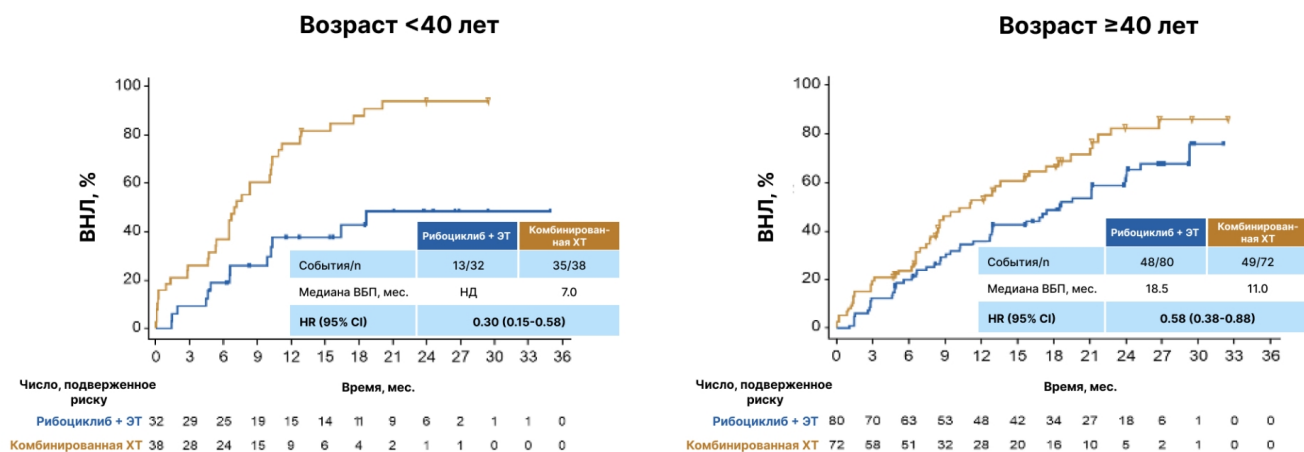 Возраст <40 лет
100
80
60
40
20
0
ВНЛ, %
Рибоциклиб + ЭТ
Комбинирован-
ная ХТ
События/n 13/32 35/38
Медиана ВБП, мес. НД 7.0
HR (95% CI) 0.30 (0.15-0.58)
0 3 6 9 12 15 18 21 24 27 30 33 36
Число, подверженное
риску
Время, мес.
Рибоциклиб + ЭТ 32 29 25 19 15 14 11 9 6 2 1 1 0
Комбинированная ХТ 38 28 24 15 9 6 4 2 1 1 0 0 0
Возраст ≥40 лет
100
80
60
40
20
0
ВНЛ, %
Рибоциклиб + ЭТ
Комбинирован-
ная ХТ
События/n 48/80 49/72
Медиана ВБП, мес. 18.5 11.0
HR (95% CI) 0.58 (0.38-0.88)
0 3 6 9 12 15 18 21 24 27 30 33 36
Число, подверженное
риску
Время, мес.
Рибоциклиб + ЭТ 80 70 63 53 48 42 34 27 18 6 1 0 0
Комбинированная ХТ 72 58 51 32 28 20 16 10 5 2 1 0 0